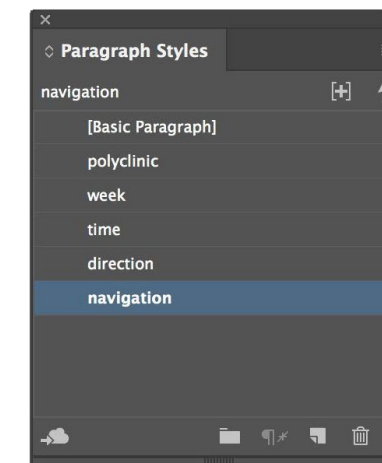 Paragraph Styles
navigation
[Basic Paragraph]
polyclinic
week
time
direction
navigation